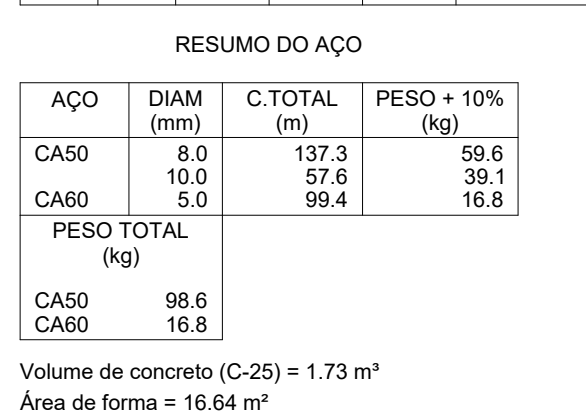 RESUMO DO AÇO
AÇO DIAM C.TOTAL PESO + 10%
(mm) (m) (kg)
CA50 8.0 137.3 59.6
10.0 57.6 39.1
CA60 5.0 99.4 16.8
PESO TOTAL
(kg)
CA50 98.6
CA60 16.8
Volume de concreto (C-25) = 1.73 m³
Área de forma = 16.64 m²